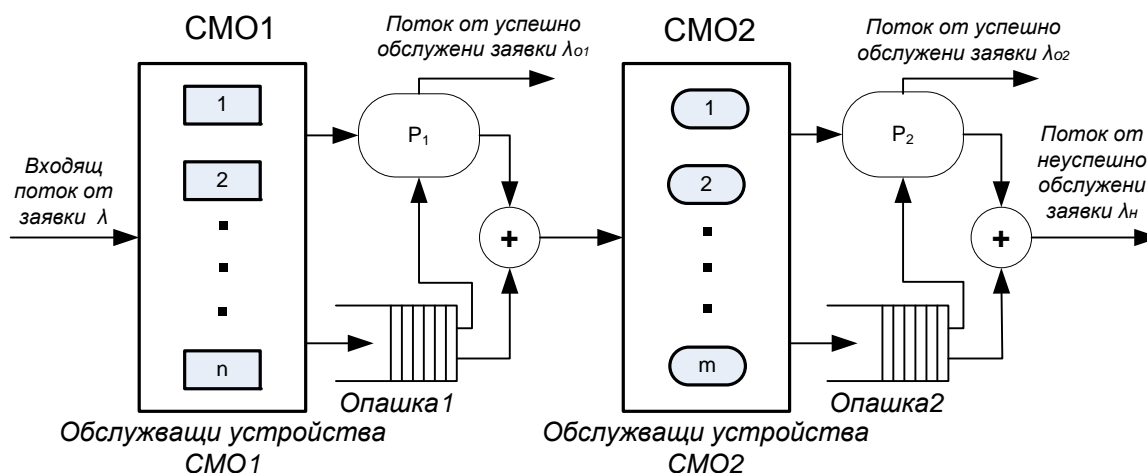 СМО1
Поток от успешно
обслужени заявки λo1
СМО2
Поток от успешно
обслужени заявки λo2
1
P1
1
P2
Входящ
поток от
заявки λ
2
2
Поток от
неуспешно
обслужени
заявки λн
+
+
n
m
Опашка1
Опашка2
Обслужващи устройства
СМО1
Обслужващи устройства
СМО2